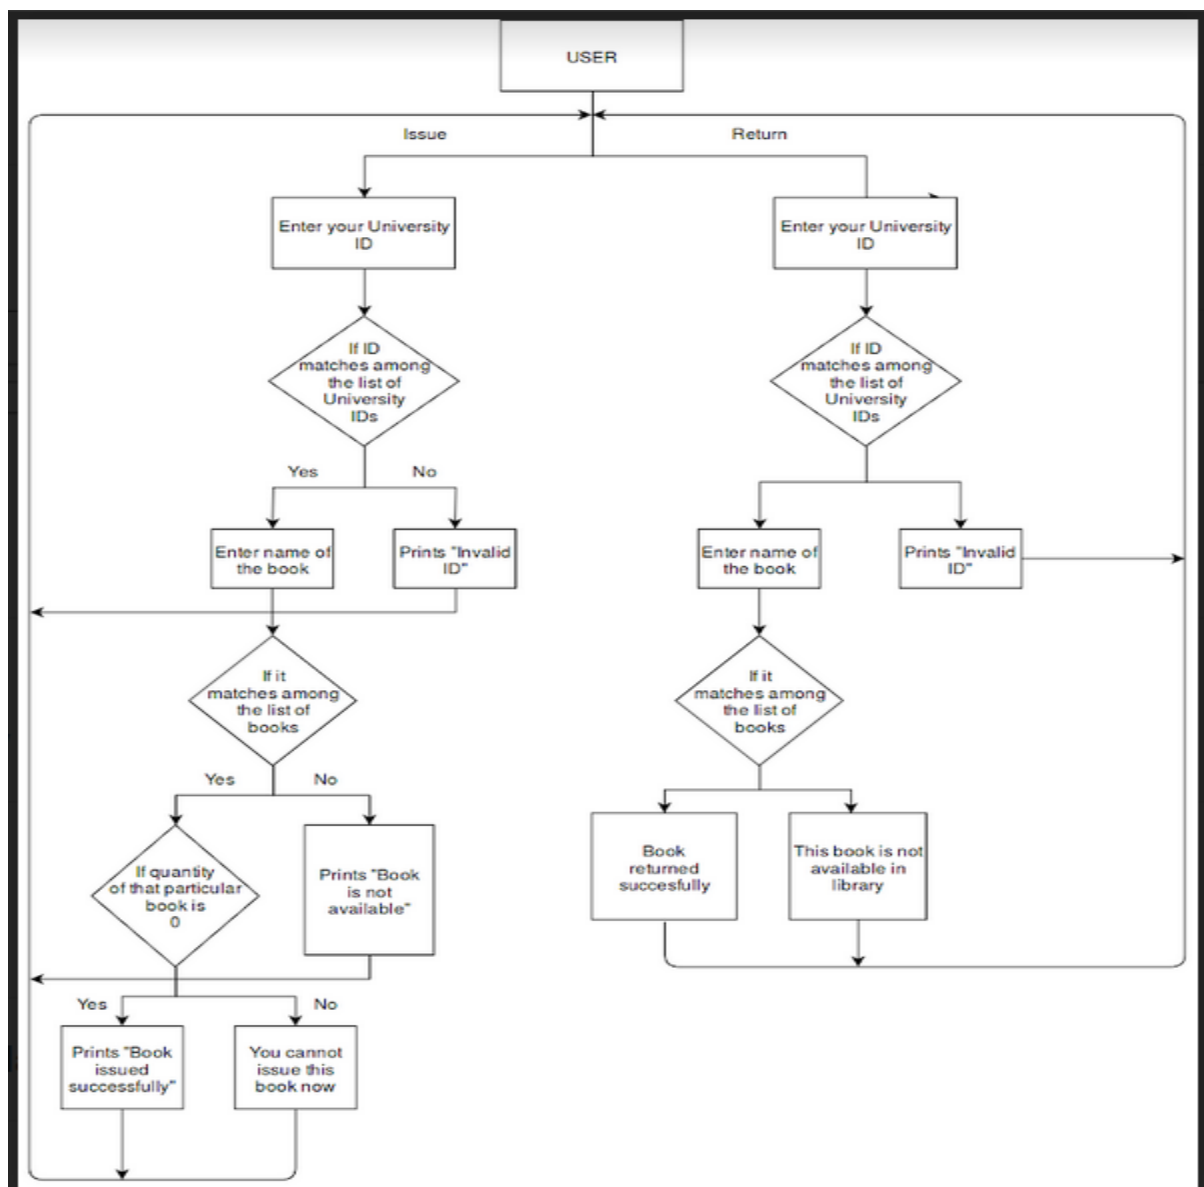 USER
Issue
Return
Enter your University
ID
Enter your University
ID
If ID
matches among
the list of
University
IDs
If ID
matches among
the list of
University
IDs
Yes
No
Enter name of
the book
Prints "Invalid
ID"
Enter name of
the book
Prints "Invalid
ID"
If it
matches among
the list of
books
If it
matches among
the list of
books
Yes
No
If quantity
of that particular
book is
0
Prints "Book
is not
available"
Book
returned
succesfully
This book is not
available in
library
Yes
No
Prints "Book
issued
successfully"
You cannot
issue this
book now